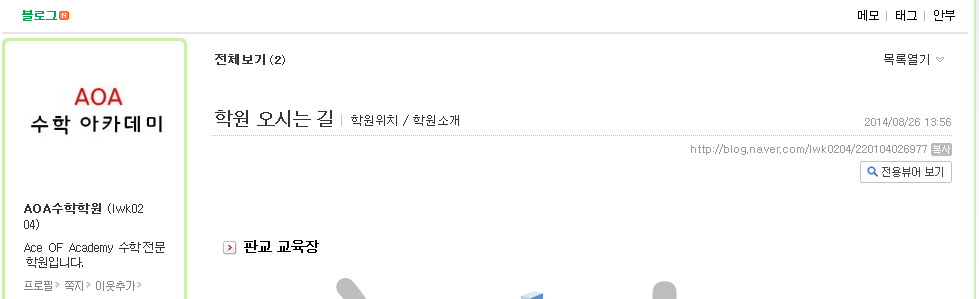 블로그 N
메모 | 태그 | 안부
AOA
수학 아카데미
AOA수학학원 (lwk02
04)
Ace OF Academy 수학 전문
학원입니다.
프로필 쪽지 이웃추가
전체보기 (2)
목록열기
학원 오시는 길 | 학원위치 / 학원소개
2014/08/26 13:56
http://blog.naver.com/lwk0204/220104026977 복사
전용뷰어 보기
판교 교육장